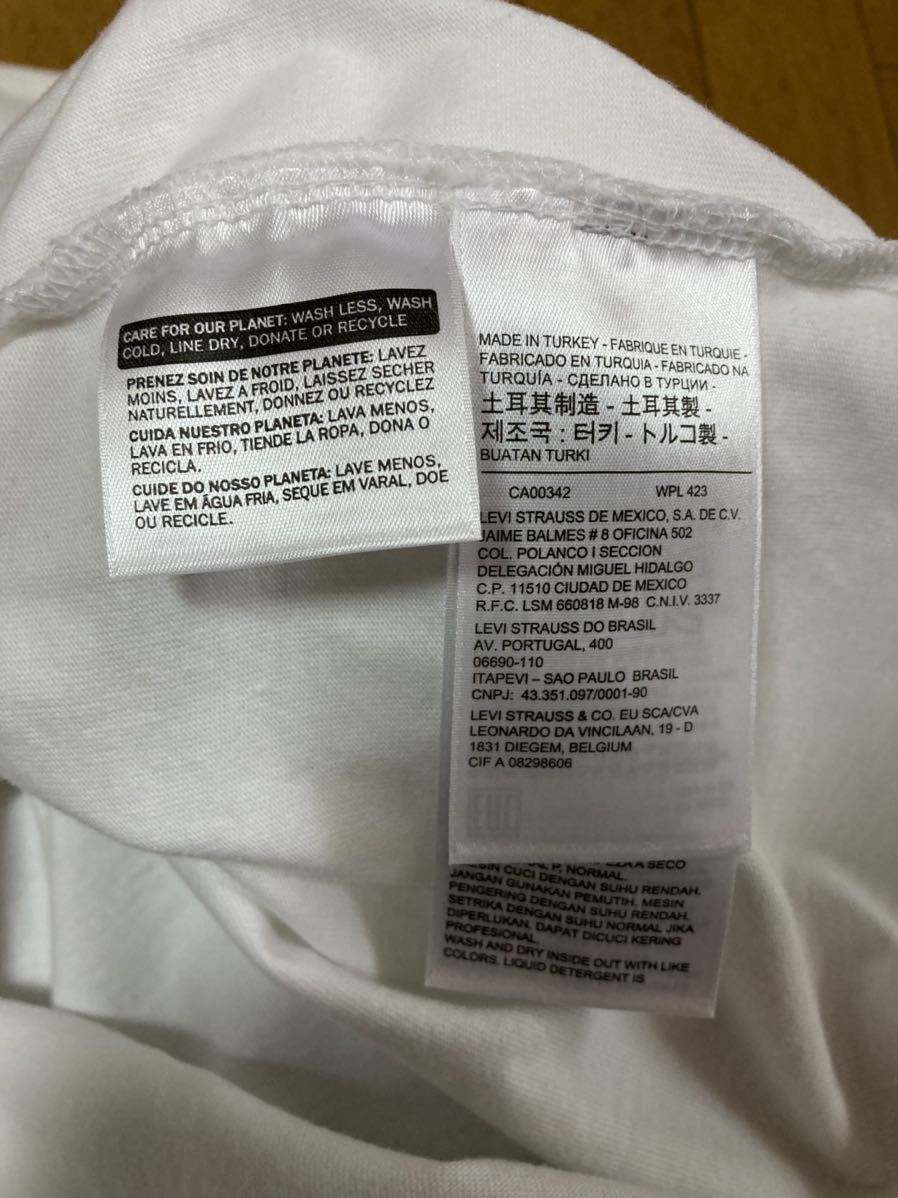 CARE FOR OUR PLANET: WASH LESS, WASH
COLD, LINE DRY, DONATE OR RECYCLE
PRENEZ SOIN DE NOTRE PLANETE: LAVEZ
MOINS, LAVEZ A FROID, LAISSEZ SECHER
NATURELLEMENT, DONNEZ OU RECYCLEZ
CUIDA NUESTRO PLANETA: LAVA MENOS,
LAVA EN FRIO, TIENDE LA ROPA, DONA O
RECICLA.
CUIDE DO NOSSO PLANETA: LAVE MENOS,
LAVE EM ÁGUA FRIA, SEQUE EM VARAL, DOE
OU RECICLE.
MADE IN TURKEY - FABRIQUE EN TURQUIE -
FABRICADO EN TURQUIA - FABRICADO NA
TURQUÍA - СДЕЛАНО В ТУРЦИИ -
土耳其制造 - 土耳其製 -
제조국 : 터키 - トルコ製 -
BUATAN TURKI
CA00342 WPL 423
LEVI STRAUSS DE MEXICO, S.A. DE C.V.
JAIME BALMES # 8 OFICINA 502
COL. POLANCO I SECCION
DELEGACIÓN MIGUEL HIDALGO
C.P. 11510 CIUDAD DE MEXICO
R.F.C. LSM 660818 M-98 C.N.I.V. 3337
LEVI STRAUSS DO BRASIL
AV. PORTUGAL, 400
06690-110
ITAPEVI – SAO PAULO BRASIL
CNPJ: 43.351.097/0001-90
LEVI STRAUSS & CO. EU SCA/CVA
LEONARDO DA VINCILAAN, 19 - D
1831 DIEGEM, BELGIUM
CIF A 08298606
EAC
A SECO
P. NORMAL.
CUCI DENGAN SUHU RENDAH.
JANGAN GUNAKAN PEMUTIH. MESIN
PENGERING DENGAN SUHU RENDAH.
SETRIKA DENGAN SUHU NORMAL JIKA
DIPERLUKAN. DAPAT DICUCI KERING
PROFESIONAL.
WASH AND DRY INSIDE OUT WITH LIKE
COLORS. LIQUID DETERGENT IS